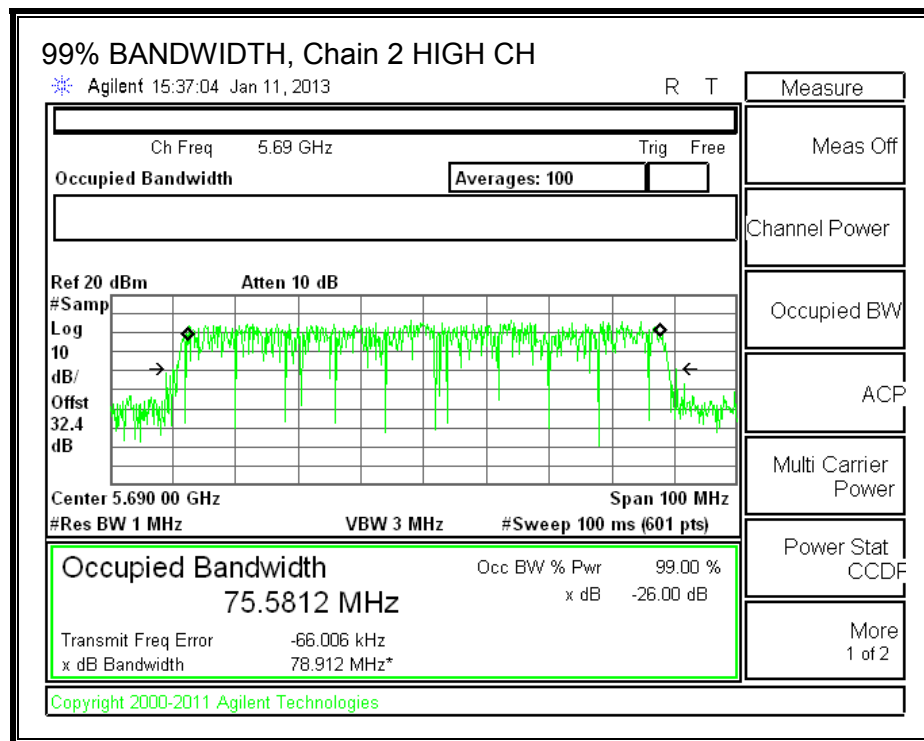 99% BANDWIDTH, Chain 2 HIGH CH
Agilent 15:37:04 Jan 11, 2013 R T
Measure
Ch Freq 5.69 GHz Trig Free
Occupied Bandwidth Averages: 100
Meas Off
Channel Power
Occupied BW
ACP
Multi Carrier
Power
Power Stat
CCDF
More
1 of 2
Ref 20 dBm Atten 10 dB
#Samp
Log
10
dB/
Offst
32.4
dB
Center 5.690 00 GHz Span 100 MHz
#Res BW 1 MHz VBW 3 MHz #Sweep 100 ms (601 pts)
Occupied Bandwidth Occ BW % Pwr 99.00 %
75.5812 MHz x dB -26.00 dB
Transmit Freq Error -66.006 kHz
x dB Bandwidth 78.912 MHz*
Copyright 2000-2011 Agilent Technologies